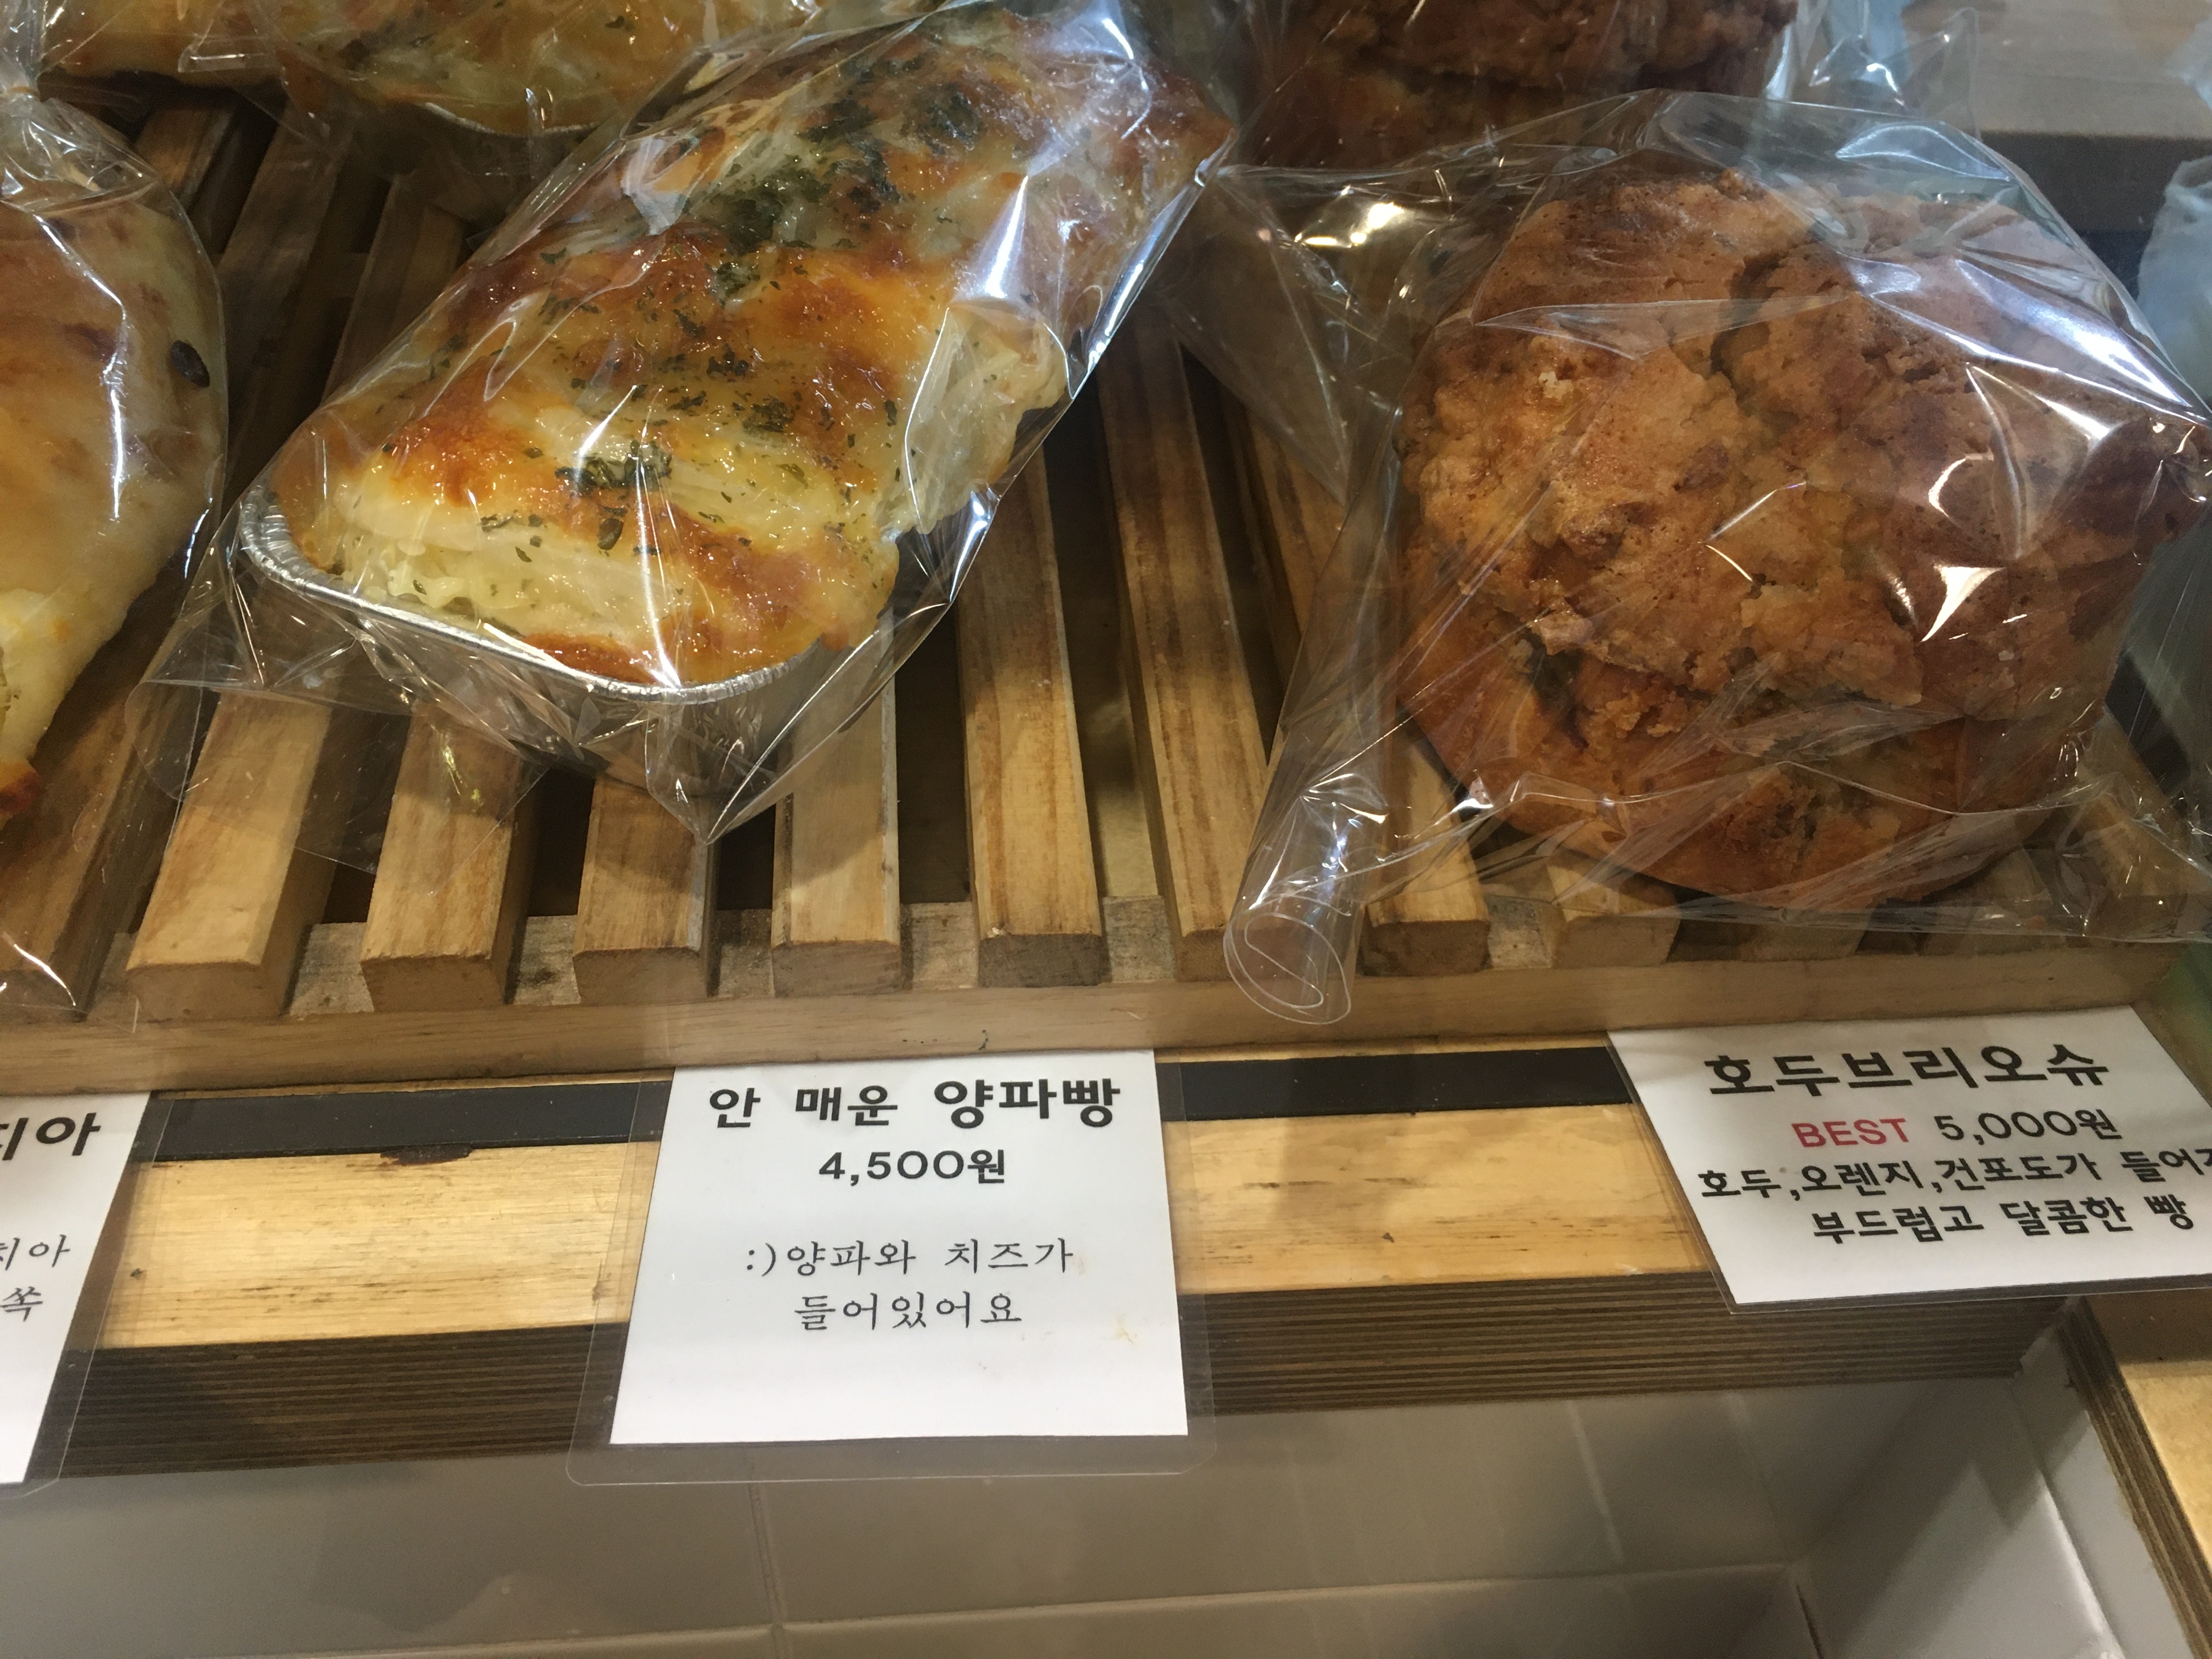 안 매운 양파빵
4,500원
:)양파와 치즈가
들어있어요
호두브리오슈
BEST 5,000원
호두,오렌지,건포도가
부드럽고 달콤한 빵